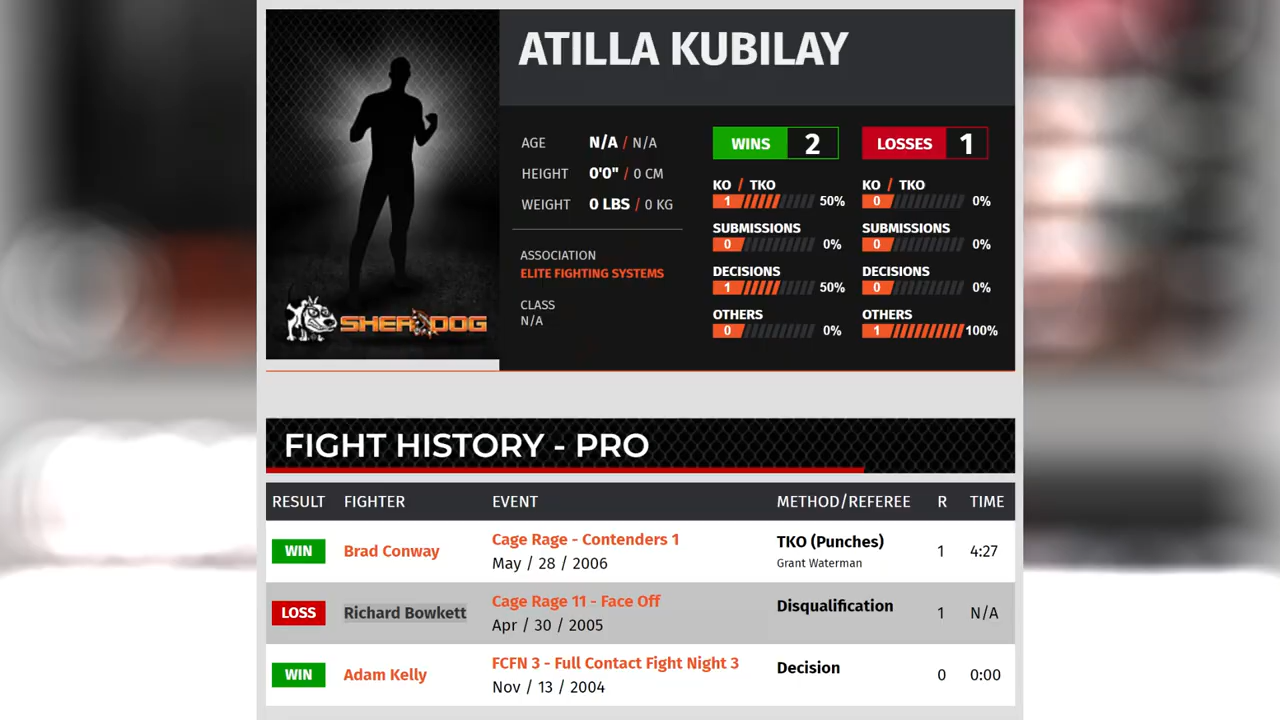 ATILLA KUBILAY
AGE N/A / N/A
HEIGHT 0'0" / 0 CM
WEIGHT 0 LBS / 0 KG
ASSOCIATION
ELITE FIGHTING SYSTEMS
CLASS
N/A
SHERDOG
WINS 2
KO / TKO
1 50%
SUBMISSIONS
0 0%
DECISIONS
1 50%
OTHERS
0 0%
LOSSES 1
KO / TKO
0 0%
SUBMISSIONS
0 0%
DECISIONS
0 0%
OTHERS
1 100%
FIGHT HISTORY - PRO
RESULT FIGHTER EVENT METHOD/REFEREE R TIME
WIN Brad Conway Cage Rage - Contenders 1 TKO (Punches) 1 4:27
May / 28 / 2006 Grant Waterman
LOSS Richard Bowkett Cage Rage 11 - Face Off Disqualification 1 N/A
Apr / 30 / 2005
WIN Adam Kelly FCFN 3 - Full Contact Fight Night 3 Decision 0 0:00
Nov / 13 / 2004